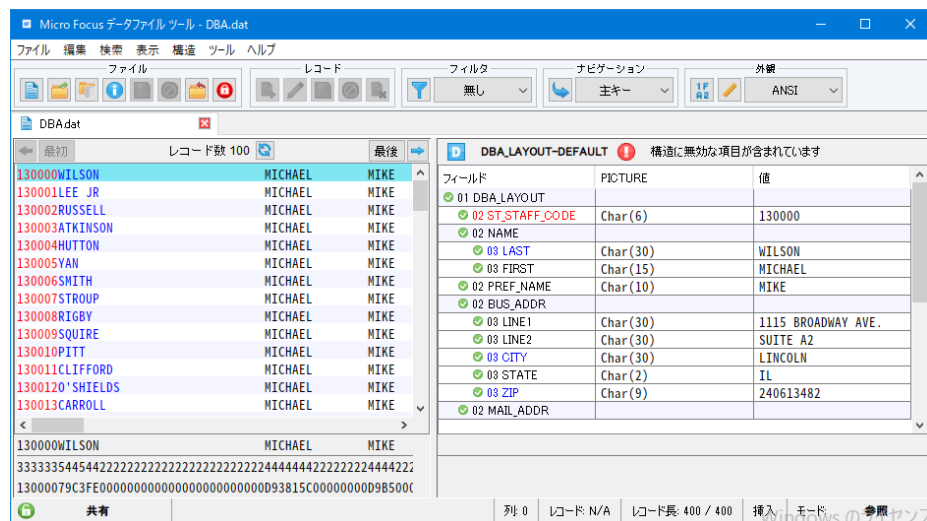 Micro Focus データファイル ツール - DBA.dat
ファイル 編集 検索 表示 構造 ツール ヘルプ
ファイル レコード フィルタ ナビゲーション 外観
無し 主キー ANSI
DBA.dat
最初 レコード数 100 最後
130000WILSON MICHAEL MIKE
130001LEE JR MICHAEL MIKE
130002RUSSELL MICHAEL MIKE
130003ATKINSON MICHAEL MIKE
130004HUTTON MICHAEL MIKE
130005YAN MICHAEL MIKE
130006SMITH MICHAEL MIKE
130007STROUP MICHAEL MIKE
130008RIGBY MICHAEL MIKE
130009SQUIRE MICHAEL MIKE
130010PITT MICHAEL MIKE
130011CLIFFORD MICHAEL MIKE
130012O'SHIELDS MICHAEL MIKE
130013CARROLL MICHAEL MIKE
130000WILSON MICHAEL MIKE
DBA_LAYOUT-DEFAULT 構造に無効な項目が含まれています
フィールド PICTURE 値
01 DBA_LAYOUT
02 ST_STAFF_CODE Char(6) 130000
02 NAME
03 LAST Char(30) WILSON
03 FIRST Char(15) MICHAEL
02 PREF_NAME Char(10) MIKE
02 BUS_ADDR
03 LINE1 Char(30) 1115 BROADWAY AVE.
03 LINE2 Char(30) SUITE A2
03 CITY Char(30) LINCOLN
03 STATE Char(2) IL
03 ZIP Char(9) 240613482
02 MAIL_ADDR
共有 列: 0 レコード: N/A レコード長: 400 / 400 挿入 モード: 参照